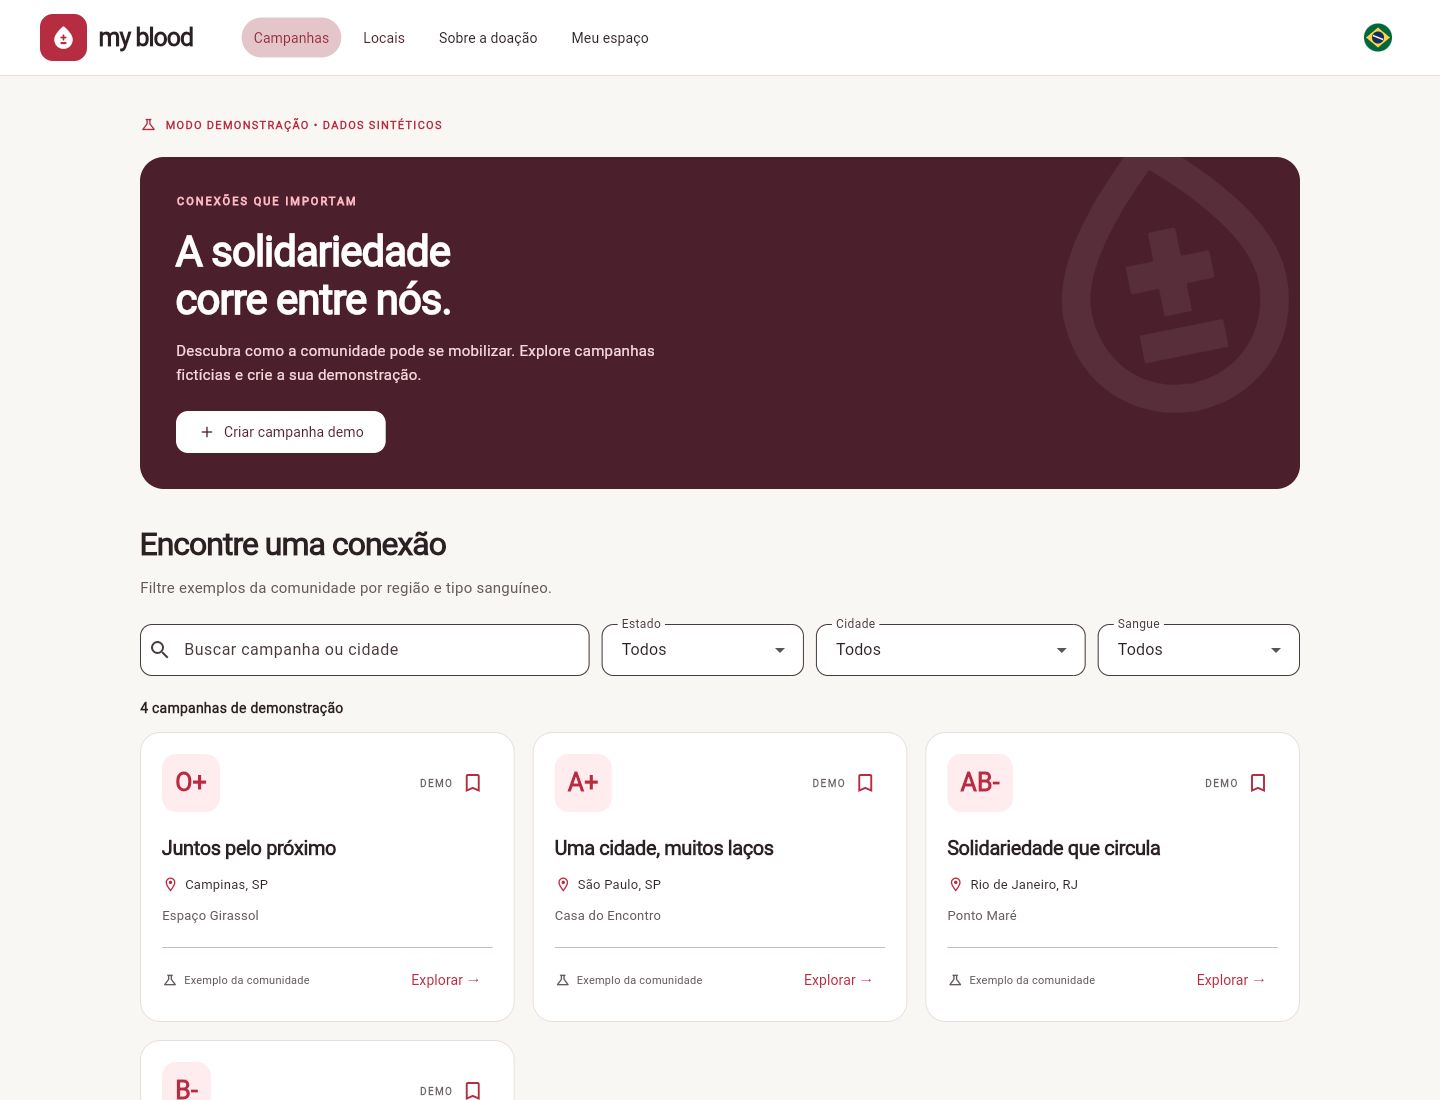 my blood
Campanhas
Locais
Sobre a doação
Meu espaço
MODO DEMONSTRAÇÃO • DADOS SINTÉTICOS
CONEXÕES QUE IMPORTAM
A solidariedade
corre entre nós.
Descubra como a comunidade pode se mobilizar. Explore campanhas
fictícias e crie a sua demonstração.
+ Criar campanha demo
Encontre uma conexão
Filtre exemplos da comunidade por região e tipo sanguíneo.
Buscar campanha ou cidade
Estado
Todos
Cidade
Todos
Sangue
Todos
4 campanhas de demonstração
O+
DEMO
Juntos pelo próximo
Campinas, SP
Espaço Girassol
Exemplo da comunidade
Explorar →
A+
DEMO
Uma cidade, muitos laços
São Paulo, SP
Casa do Encontro
Exemplo da comunidade
Explorar →
AB-
DEMO
Solidariedade que circula
Rio de Janeiro, RJ
Ponto Maré
Exemplo da comunidade
Explorar →
B-
DEMO